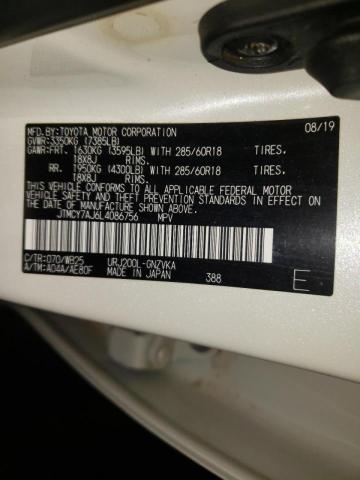 MFD.BY:TOYOTA MOTOR CORPORATION 08/19
GVWR:3350KG (7385LB)
GAWR:FRT. 1630KG (3595LB) WITH 285/60R18 TIRES,
18X8J RIMS.
RR. 1950KG (4300LB) WITH 285/60R18 TIRES,
18X8J RIMS.
THIS VEHICLE CONFORMS TO ALL APPLICABLE FEDERAL MOTOR
VEHICLE SAFETY AND THEFT PREVENTION STANDARDS IN EFFECT
ON THE DATE OF MANUFACTURE SHOWN ABOVE.
JTMCY7AJ6L4086756 MPV
C/TR:070/WB25 URJ200L-GNZVKA
A/TM:A04A/AE80F MADE IN JAPAN 388 E